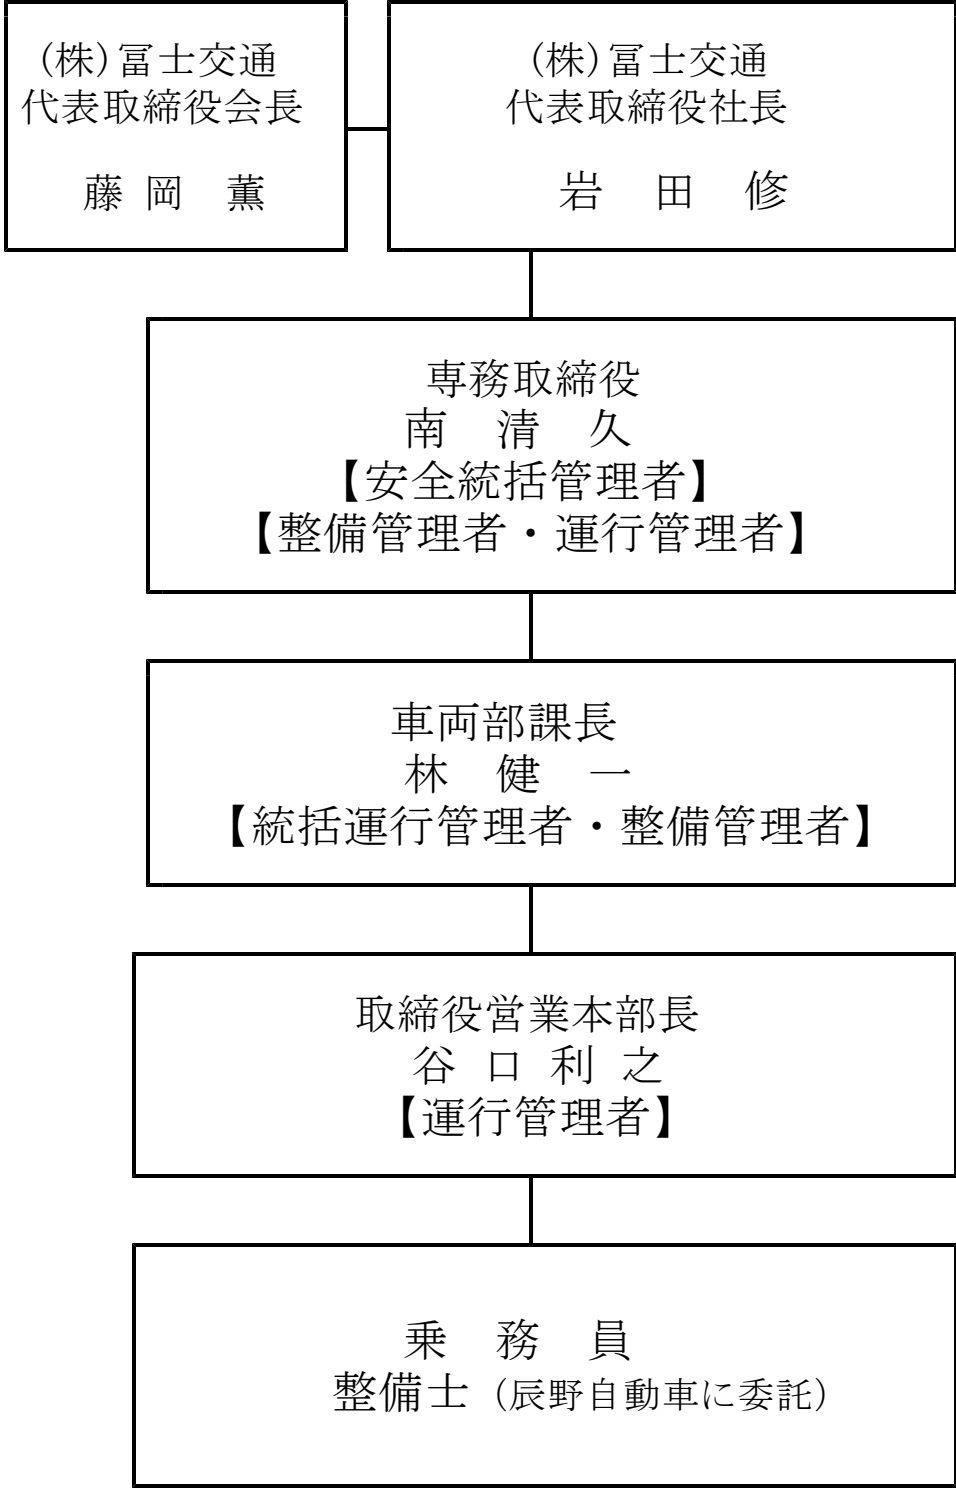 (株)冨士交通
代表取締役会長
藤 岡　薫
(株)冨士交通
代表取締役社長
岩　田　修
専務取締役
南　清　久
【安全統括管理者】
【整備管理者・運行管理者】
車両部課長
林　健　一
【統括運行管理者・整備管理者】
取締役営業本部長
谷 口 利 之
【運行管理者】
乗　務　員
整備士（辰野自動車に委託）